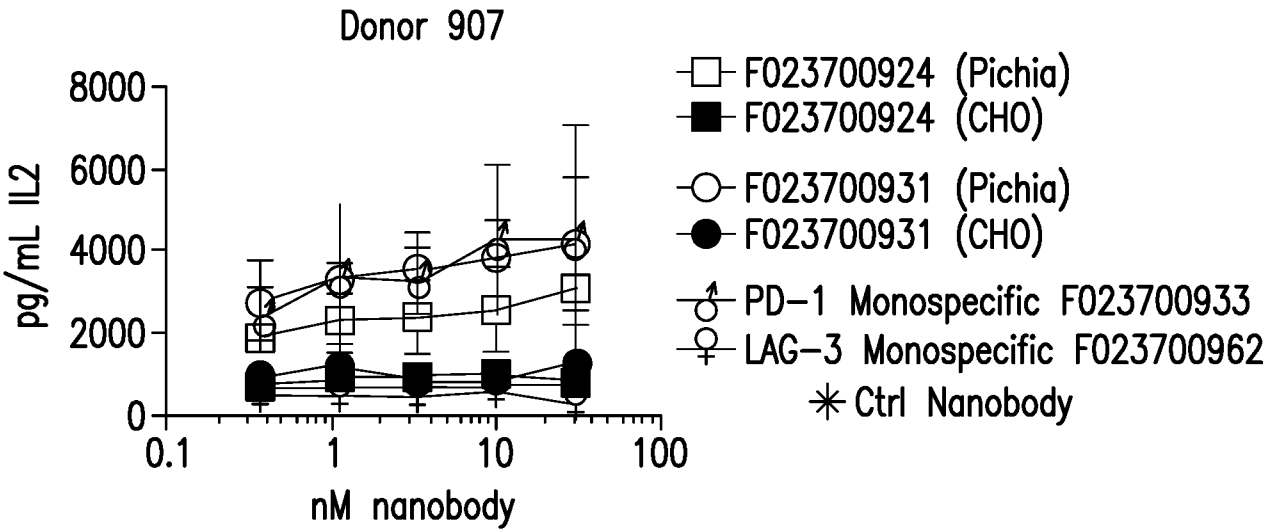 Donor 907
8000
6000
4000
2000
0
pg/mL IL2
0.1
1
10
100
nM nanobody
F023700924 (Pichia)
F023700924 (CHO)
F023700931 (Pichia)
F023700931 (CHO)
PD-1 Monospecific F023700933
LAG-3 Monospecific F023700962
Ctrl Nanobody